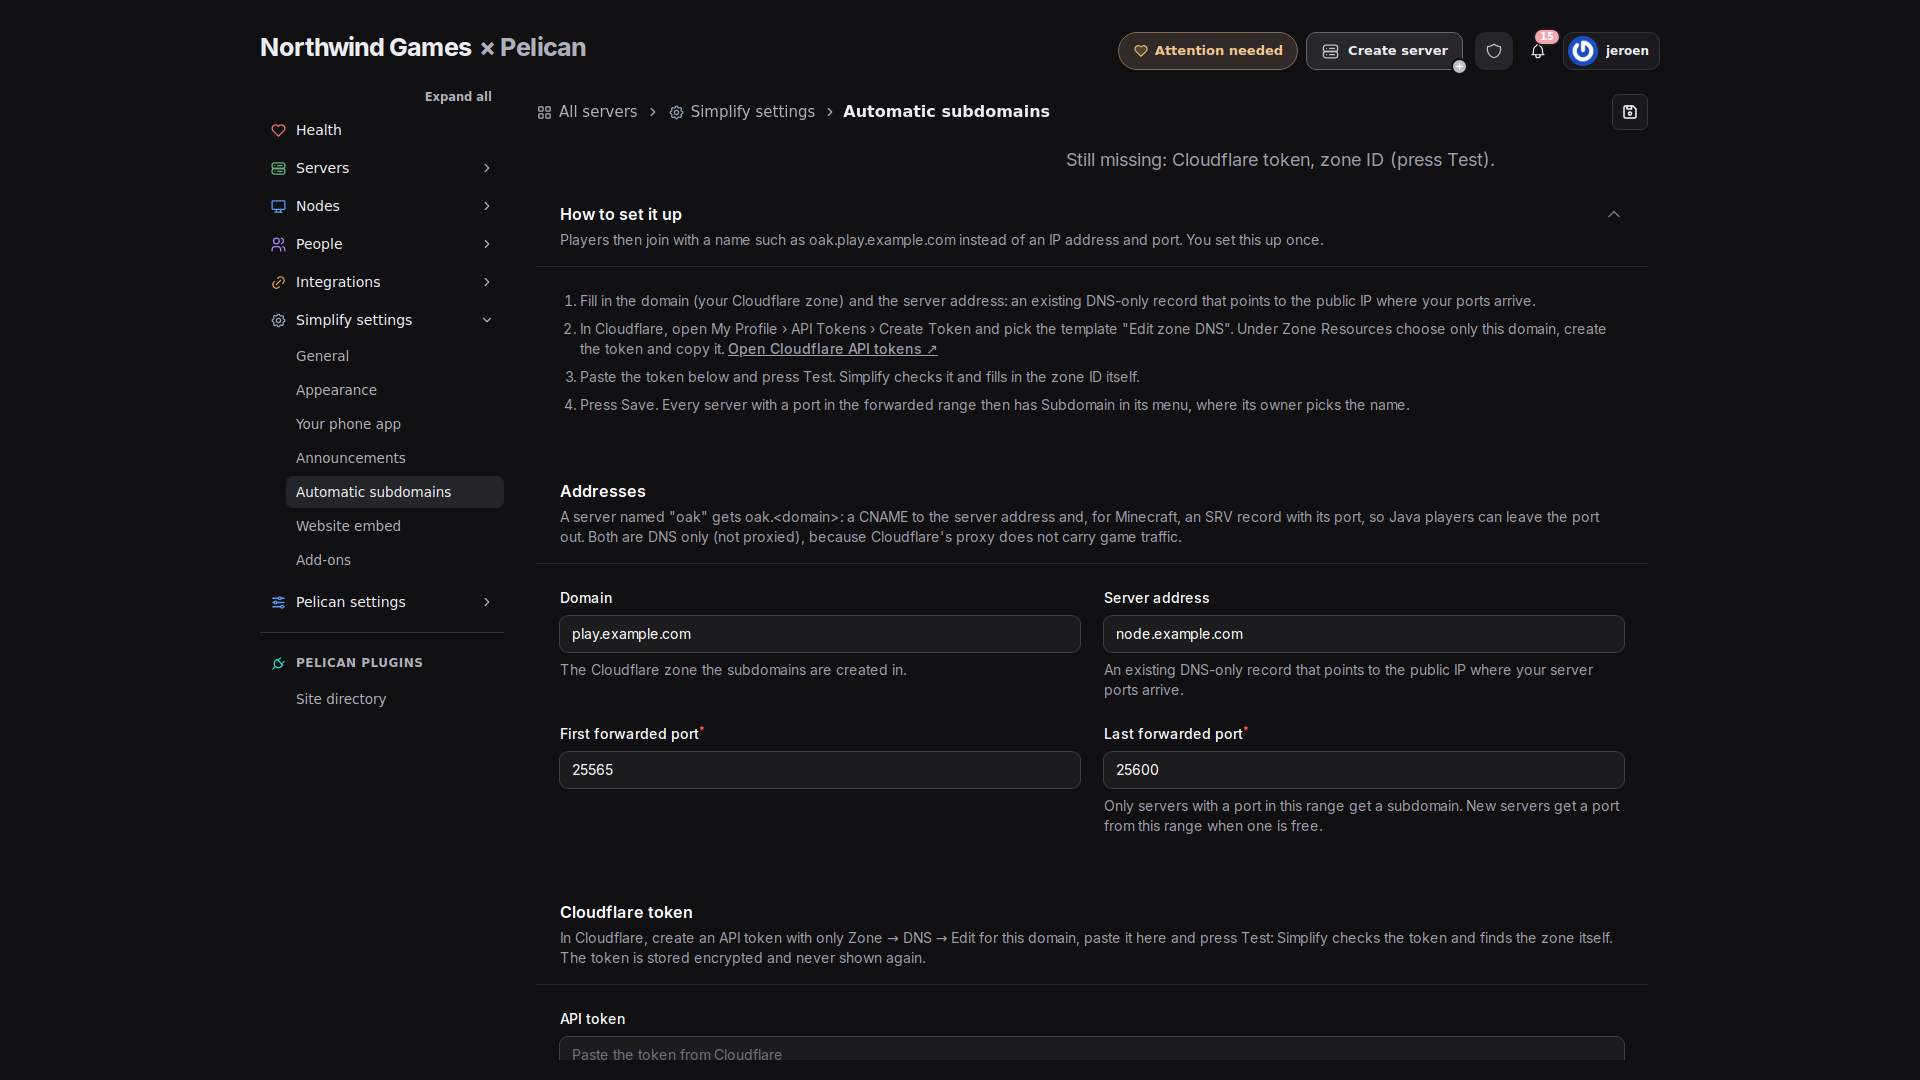 Northwind Games × Pelican
Attention needed
Create server
15
jeroen
Expand all
Health
Servers
Nodes
People
Integrations
Simplify settings
General
Appearance
Your phone app
Announcements
Automatic subdomains
Website embed
Add-ons
Pelican settings
PELICAN PLUGINS
Site directory
All servers › Simplify settings › Automatic subdomains
Still missing: Cloudflare token, zone ID (press Test).
How to set it up
Players then join with a name such as oak.play.example.com instead of an IP address and port. You set this up once.
1. Fill in the domain (your Cloudflare zone) and the server address: an existing DNS-only record that points to the public IP where your ports arrive.
2. In Cloudflare, open My Profile › API Tokens › Create Token and pick the template "Edit zone DNS". Under Zone Resources choose only this domain, create
the token and copy it. Open Cloudflare API tokens ↗
3. Paste the token below and press Test. Simplify checks it and fills in the zone ID itself.
4. Press Save. Every server with a port in the forwarded range then has Subdomain in its menu, where its owner picks the name.
Addresses
A server named "oak" gets oak.<domain>: a CNAME to the server address and, for Minecraft, an SRV record with its port, so Java players can leave the port
out. Both are DNS only (not proxied), because Cloudflare's proxy does not carry game traffic.
Domain
play.example.com
The Cloudflare zone the subdomains are created in.
Server address
node.example.com
An existing DNS-only record that points to the public IP where your server
ports arrive.
First forwarded port*
25565
Last forwarded port*
25600
Only servers with a port in this range get a subdomain. New servers get a port
from this range when one is free.
Cloudflare token
In Cloudflare, create an API token with only Zone → DNS → Edit for this domain, paste it here and press Test: Simplify checks the token and finds the zone itself.
The token is stored encrypted and never shown again.
API token
Paste the token from Cloudflare